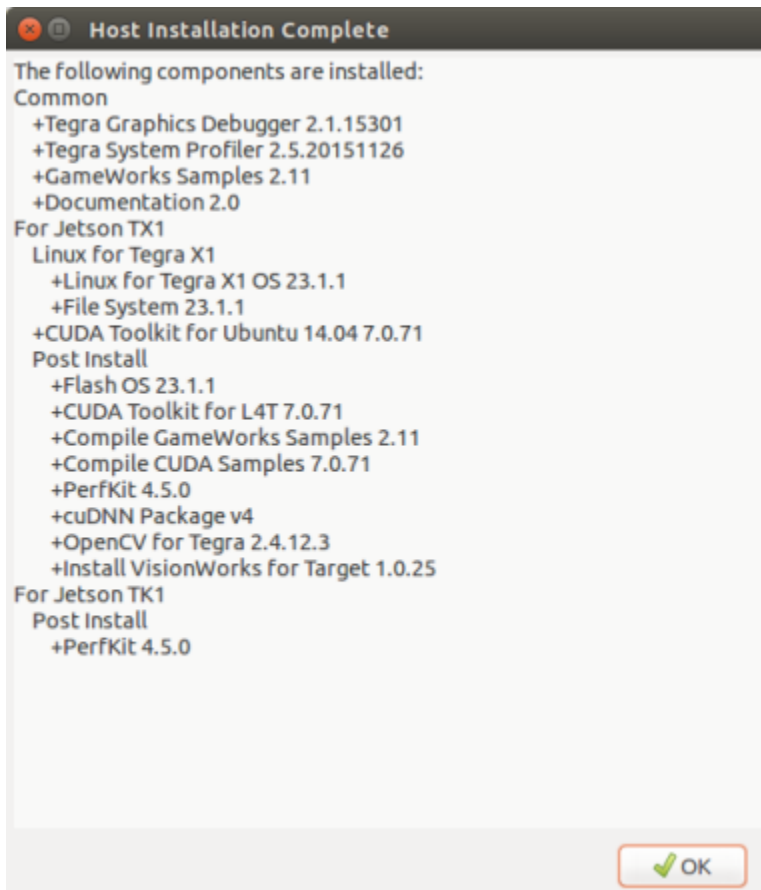 Host Installation Complete
The following components are installed:
Common
+Tegra Graphics Debugger 2.1.15301
+Tegra System Profiler 2.5.20151126
+GameWorks Samples 2.11
+Documentation 2.0
For Jetson TX1
Linux for Tegra X1
+Linux for Tegra X1 OS 23.1.1
+File System 23.1.1
+CUDA Toolkit for Ubuntu 14.04 7.0.71
Post Install
+Flash OS 23.1.1
+CUDA Toolkit for L4T 7.0.71
+Compile GameWorks Samples 2.11
+Compile CUDA Samples 7.0.71
+PerfKit 4.5.0
+cuDNN Package v4
+OpenCV for Tegra 2.4.12.3
+Install VisionWorks for Target 1.0.25
For Jetson TK1
Post Install
+PerfKit 4.5.0
OK